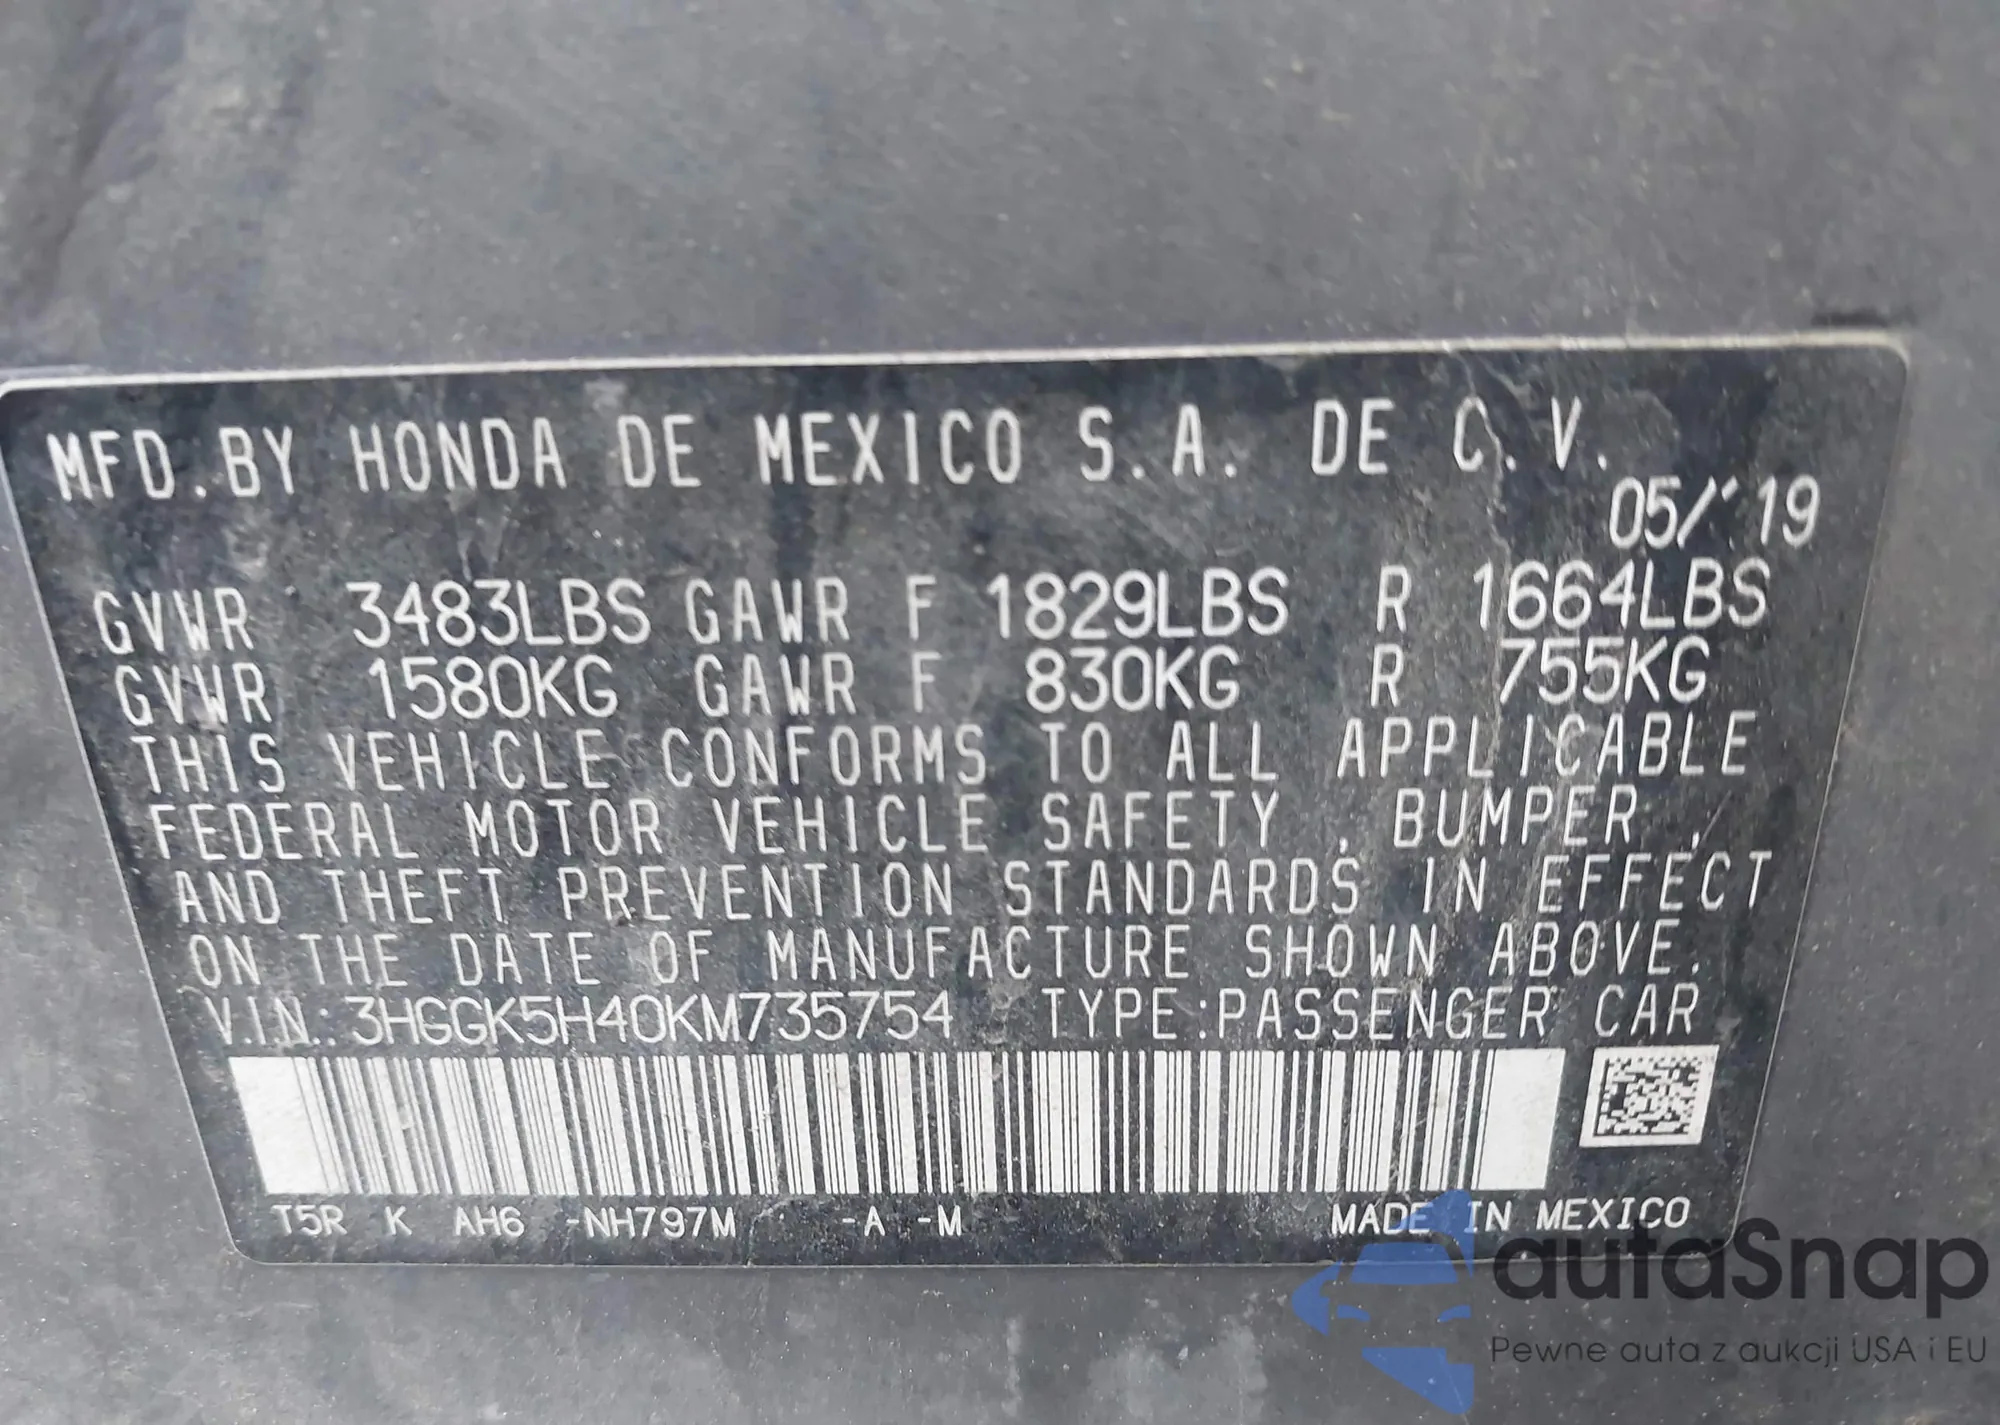 MFD. BY HONDA DE MEXICO S.A. DE C.V.
05/'19
GVWR 3483LBS GAWR F 1829LBS R 1664LBS
GVWR 1580KG GAWR F 830KG R 755KG
THIS VEHICLE CONFORMS TO ALL APPLICABLE
FEDERAL MOTOR VEHICLE SAFETY , BUMPER ,
AND THEFT PREVENTION STANDARDS IN EFFECT
ON THE DATE OF MANUFACTURE SHOWN ABOVE.
V.I.N.: 3HGGK5H40KM735754 TYPE:PASSENGER CAR
T5R K AH6 -NH797M -A -M MADE IN MEXICO
autaSnap
Pewne auta z aukcji USA i EU